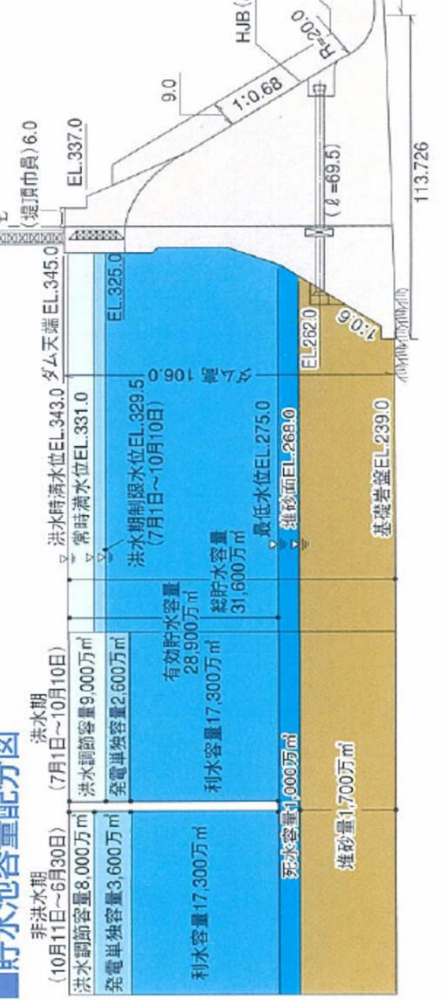 ■貯水池容量配分図
非洪水期
(10月11日〜6月30日)
洪水調節容量8,000万㎥
発電単独容量3,600万㎥
利水容量17,300万㎥
洪水期
(7月1日〜10月10日)
洪水調節容量9,000万㎥
発電単独容量2,600万㎥
利水容量17,300万㎥
死水容量1,000万㎥
堆砂量1,700万㎥
有効貯水容量
28,900万㎥
総貯水容量
31,600万㎥
洪水時満水位EL.343.0
常時満水位EL.331.0
洪水期制限水位EL.329.5
(7月1日〜10月10日)
最低水位EL.275.0
堆砂面EL.268.0
基礎岩盤EL.239.0
ダム高 106.0
ダム天端 EL.345.0
EL.325.0
EL.262.0
1:0.6
(堤頂巾員) 6.0
EL.337.0
9.0
1:0.68
R=20.0
HJB(
(ℓ=69.5)
113.726